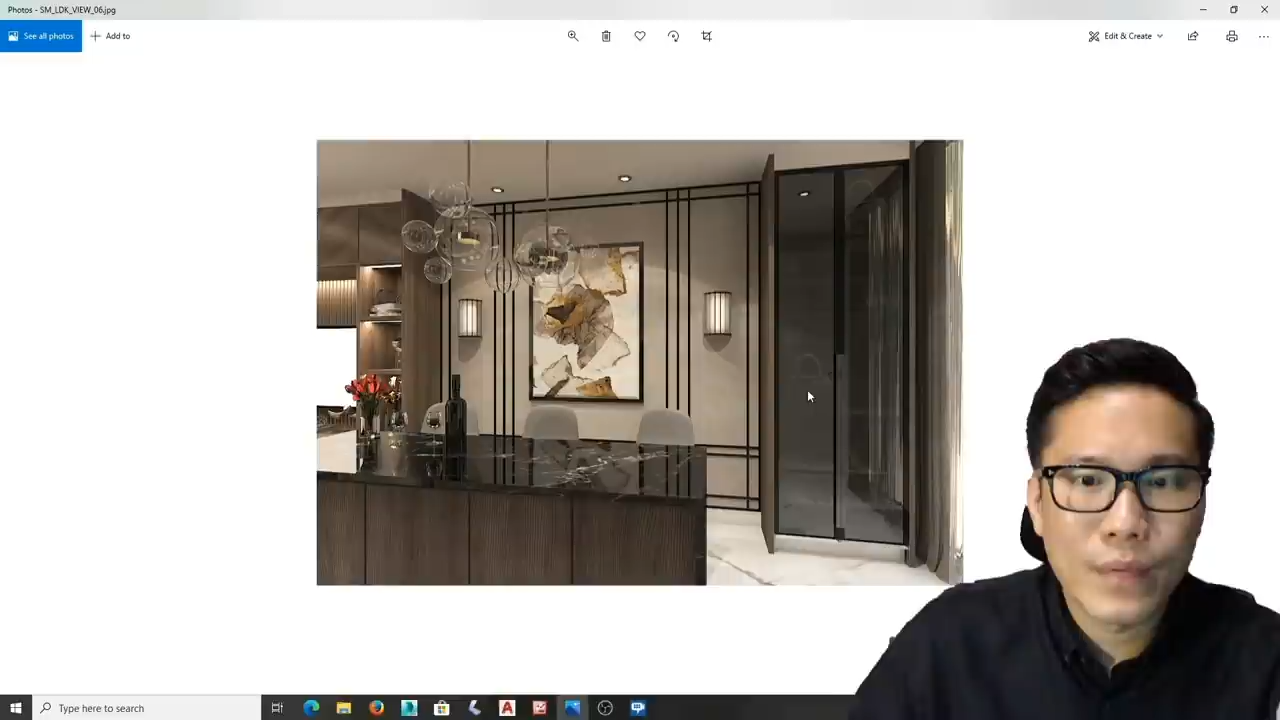 Photos - SM_LDK_VIEW_06.jpg
See all photos
Add to
Edit & Create
Type here to search